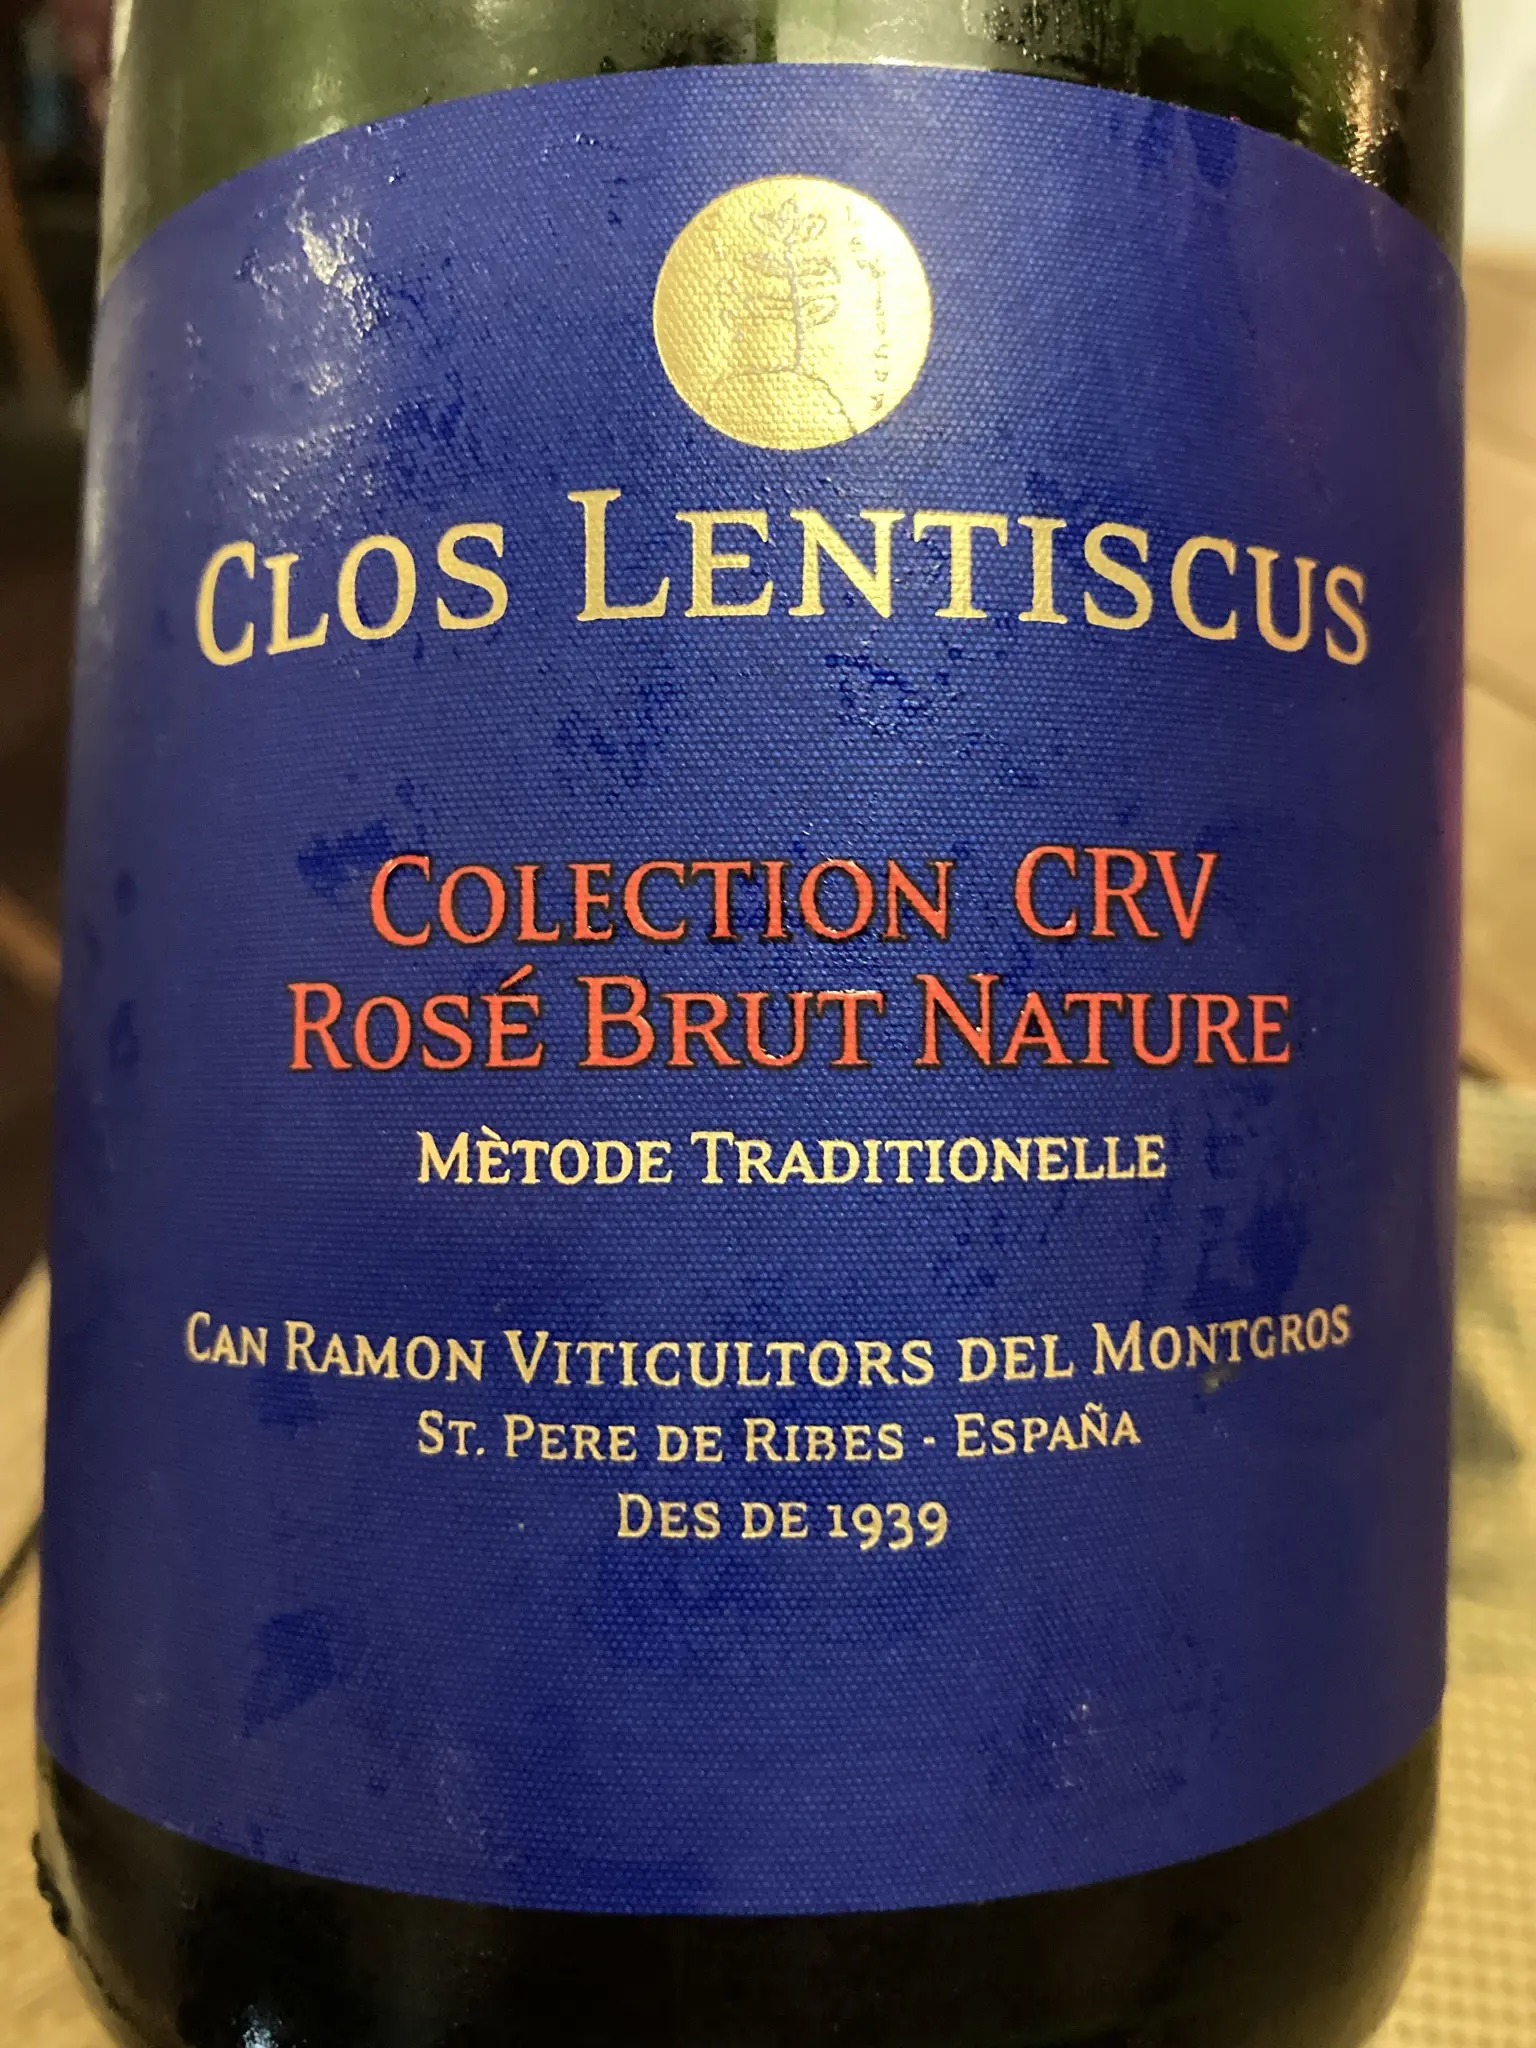 Clos Lentiscus
Colection CRV
Rosé Brut Nature
Mètode Traditionelle
Can Ramon Viticultors del Montgros
St. Pere de Ribes - España
Des de 1939